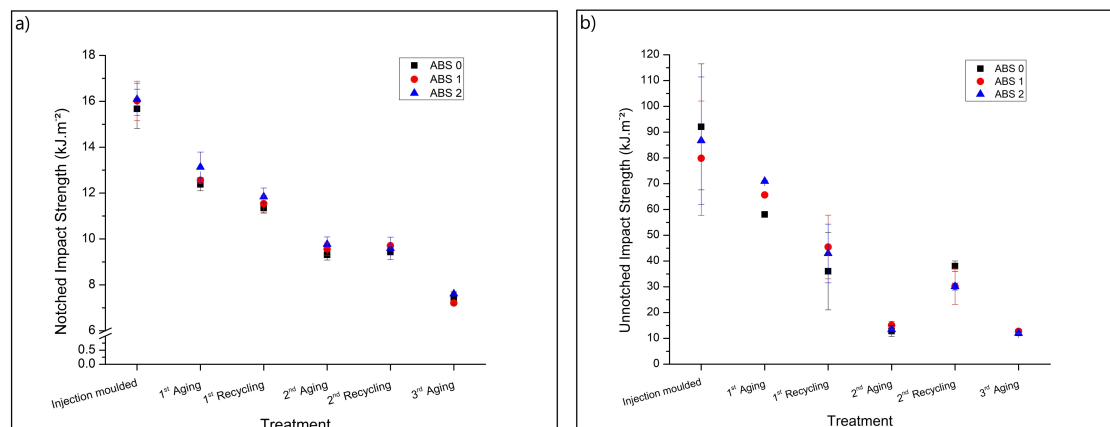 a)
18
16
14
12
10
8
6
0.5
0.0
Notched Impact Strength (kJ.m⁻²)
ABS 0
ABS 1
ABS 2
Injection moulded
1st Aging
1st Recycling
2nd Aging
2nd Recycling
3rd Aging
Treatment
b)
120
110
100
90
80
70
60
50
40
30
20
10
0
Unnotched Impact Strength (kJ.m⁻²)
ABS 0
ABS 1
ABS 2
Injection moulded
1st Aging
1st Recycling
2nd Aging
2nd Recycling
3rd Aging
Treatment